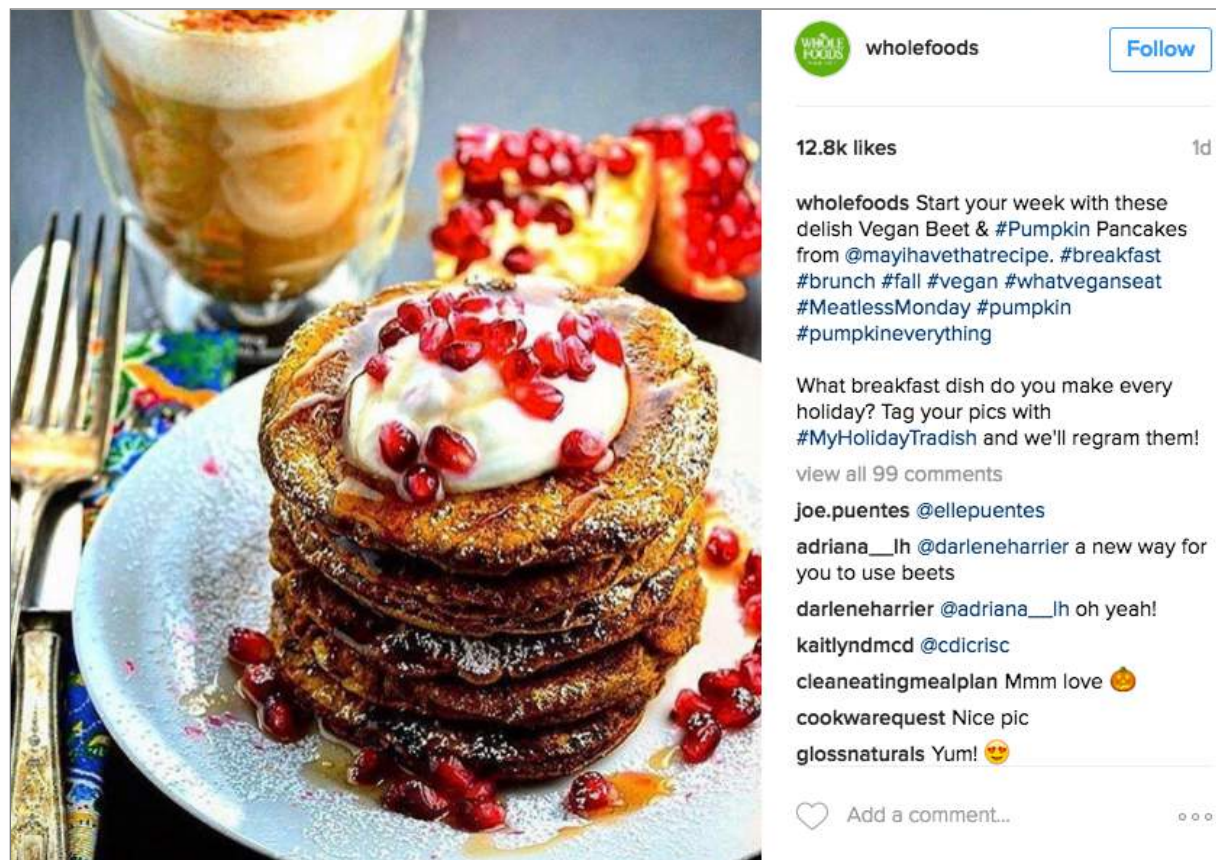 WHOLE
FOODS
wholefoods
Follow
12.8k likes
1d
wholefoods Start your week with these
delish Vegan Beet & #Pumpkin Pancakes
from @mayihavethatrecipe. #breakfast
#brunch #fall #vegan #whatveganseat
#MeatlessMonday #pumpkin
#pumpkineverything
What breakfast dish do you make every
holiday? Tag your pics with
#MyHolidayTradish and we'll regram them!
view all 99 comments
joe.puentes @ellepuentes
adriana__lh @darleneharrier a new way for
you to use beets
darleneharrier @adriana__lh oh yeah!
kaitlyndmcd @cdicrisc
cleaneatingmealplan Mmm love 🎃
cookwarequest Nice pic
glossnaturals Yum! 😍
Add a comment...